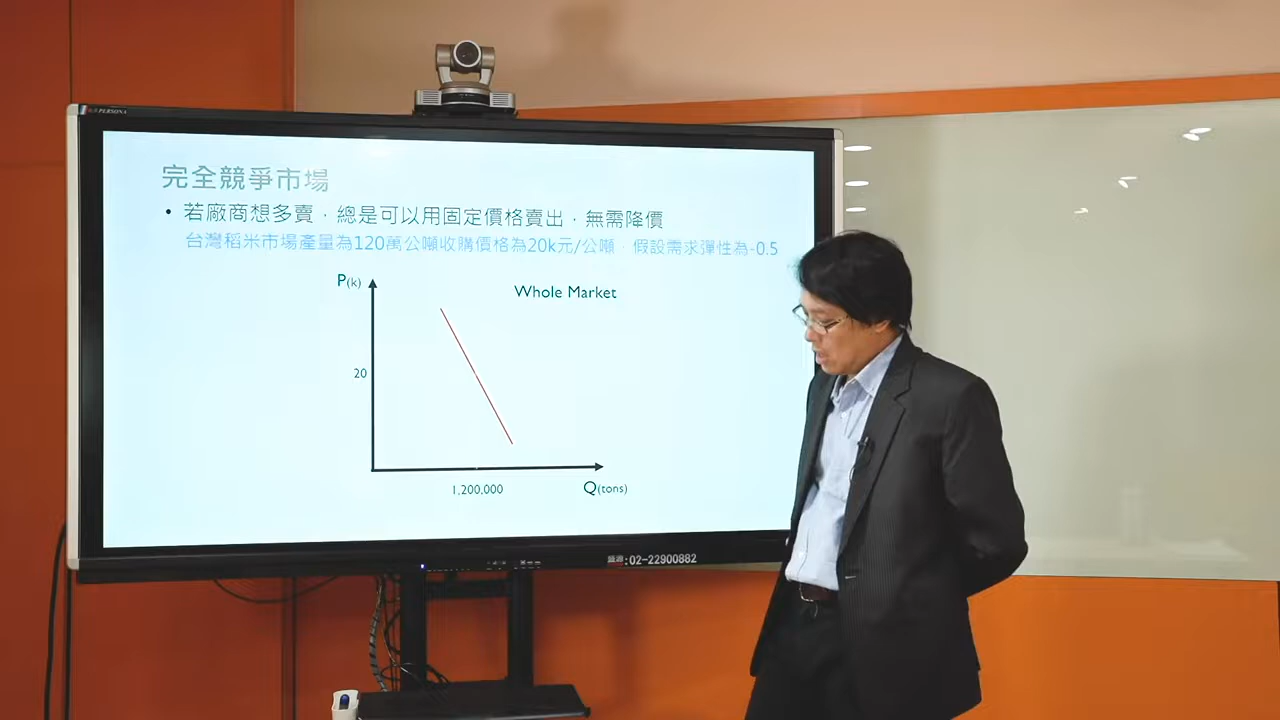 PERSONA
完全競爭市場
• 若廠商想多賣，總是可以用固定價格賣出，無需降價
台灣稻米市場產量為120萬公噸收購價格為20k元/公噸，假設需求彈性為-0.5
P(k)
Whole Market
20
1,200,000
Q(tons)
:02-22900882